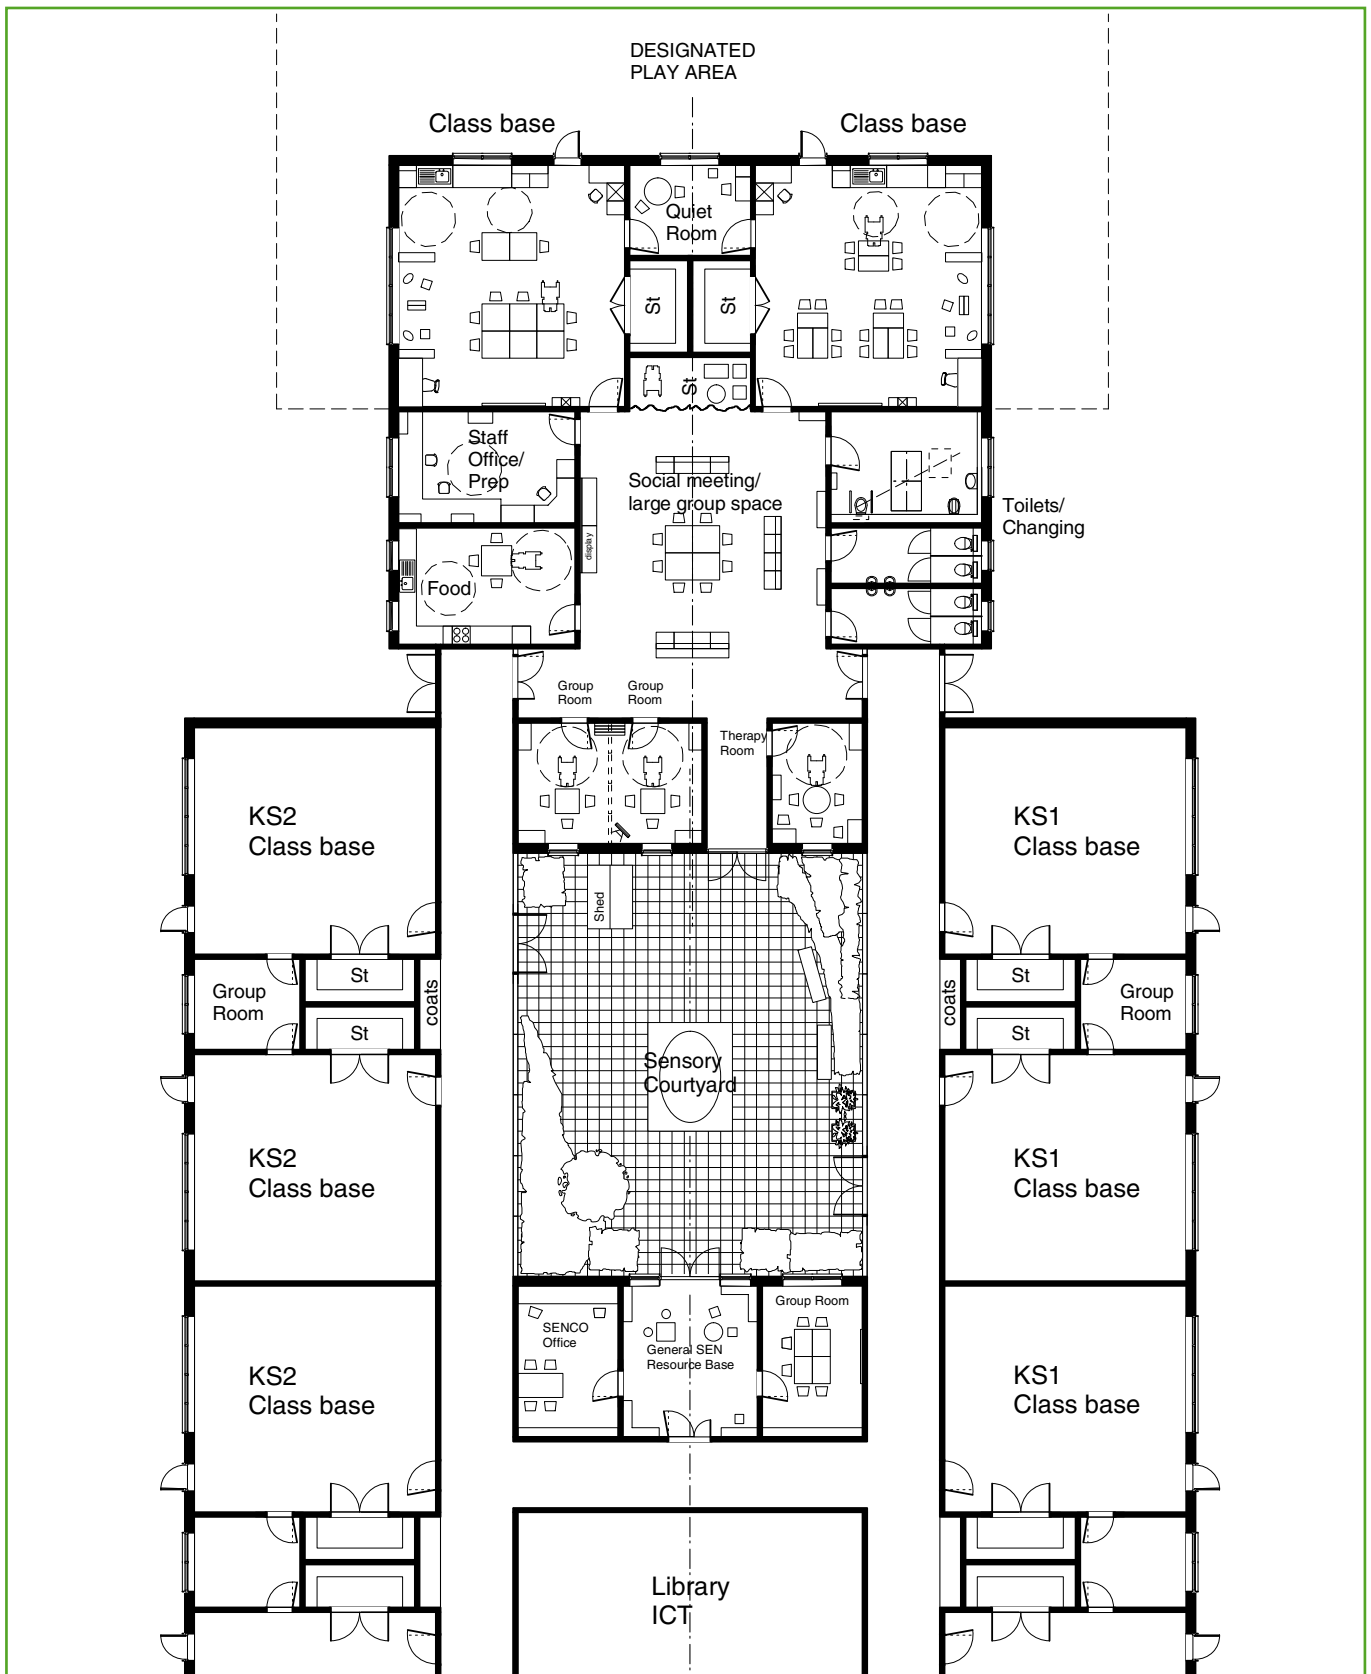 DESIGNATED
PLAY AREA
Class base
Class base
Quiet
Room
St
St
St
Staff
Office/
Prep
Social meeting/
large group space
Toilets/
Changing
display
Food
Group
Room
Group
Room
Therapy
Room
KS2
Class base
KS1
Class base
Shed
St
St
Group
Room
coats
coats
Group
Room
St
St
Sensory
Courtyard
KS2
Class base
KS1
Class base
SENCO
Office
General SEN
Resource Base
Group Room
KS2
Class base
KS1
Class base
Library
ICT